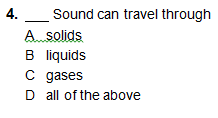 4. ___ Sound can travel through
A solids
B liquids
C gases
D all of the above